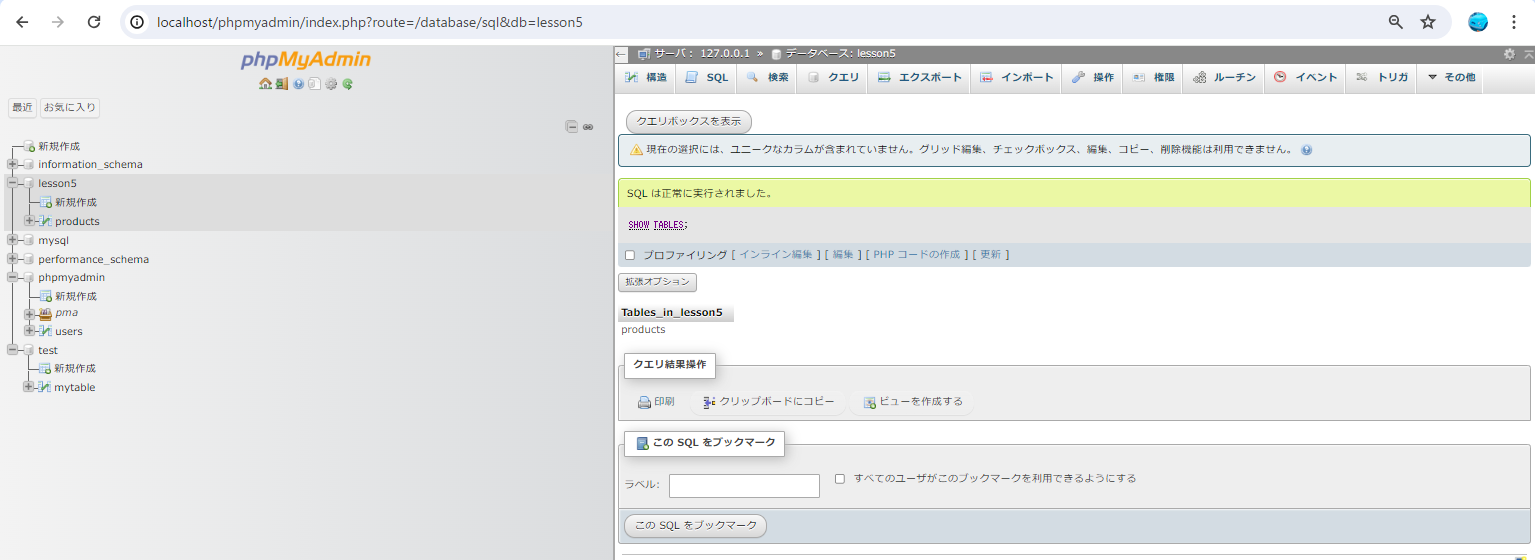 localhost/phpmyadmin/index.php?route=/database/sql&db=lesson5
phpMyAdmin
最近 お気に入り
新規作成
information_schema
lesson5
新規作成
products
mysql
performance_schema
phpmyadmin
新規作成
pma
users
test
新規作成
mytable
サーバ: 127.0.0.1 » データベース: lesson5
構造 SQL 検索 クエリ エクスポート インポート 操作 権限 ルーチン イベント トリガ その他
クエリボックスを表示
現在の選択には、ユニークなカラムが含まれていません。グリッド編集、チェックボックス、編集、コピー、削除機能は利用できません。
SQL は正常に実行されました。
SHOW TABLES;
プロファイリング [ インライン編集 ] [ 編集 ] [ PHP コードの作成 ] [ 更新 ]
拡張オプション
Tables_in_lesson5
products
クエリ結果操作
印刷 クリップボードにコピー ビューを作成する
この SQL をブックマーク
ラベル: すべてのユーザがこのブックマークを利用できるようにする
この SQL をブックマーク